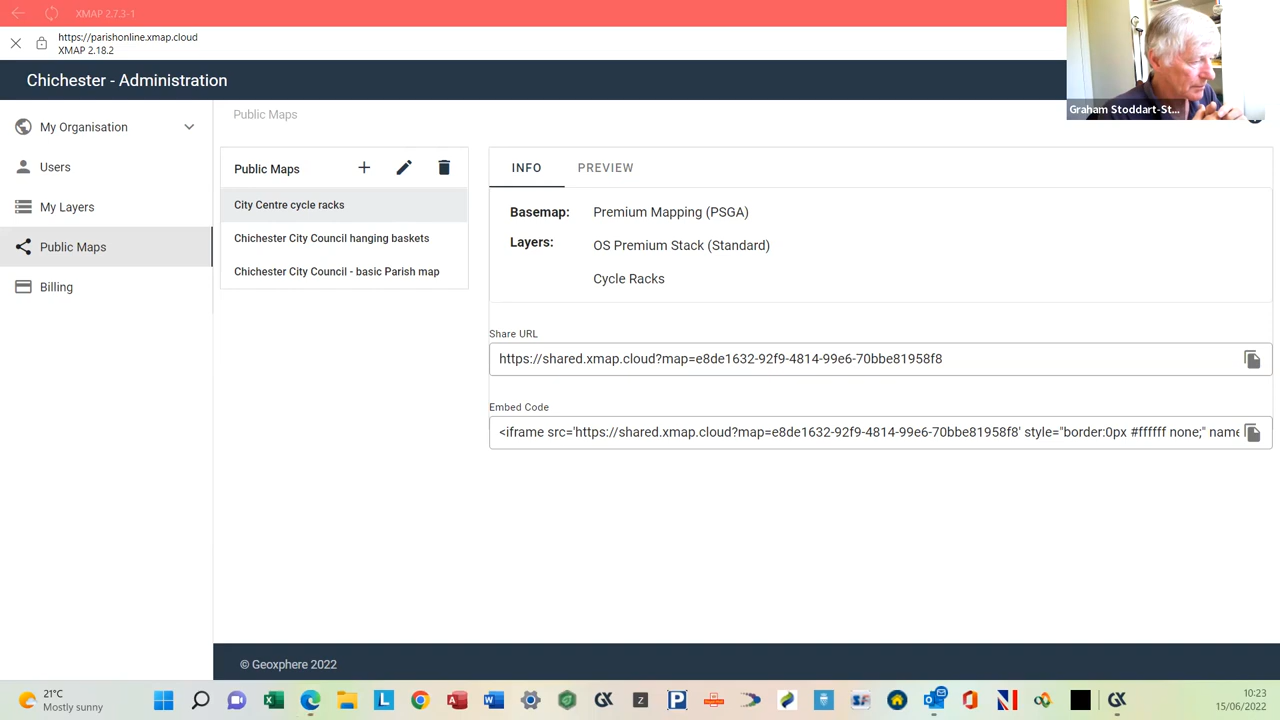 XMAP 2.7.3-1
https://parishonline.xmap.cloud
XMAP 2.18.2
Chichester - Administration
Graham Stoddart-St...
My Organisation
Users
My Layers
Public Maps
Billing
Public Maps
Public Maps
City Centre cycle racks
Chichester City Council hanging baskets
Chichester City Council - basic Parish map
INFO PREVIEW
Basemap: Premium Mapping (PSGA)
Layers: OS Premium Stack (Standard)
Cycle Racks
Share URL
https://shared.xmap.cloud?map=e8de1632-92f9-4814-99e6-70bbe81958f8
Embed Code
<iframe src='https://shared.xmap.cloud?map=e8de1632-92f9-4814-99e6-70bbe81958f8' style="border:0px #ffffff none;" name
© Geoxphere 2022
21°C
Mostly sunny
10:23
15/06/2022